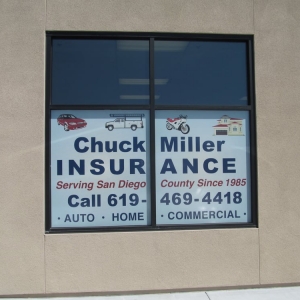 Chuck Miller
INSURANCE
Serving San Diego County Since 1985
Call 619-469-4418
· AUTO · HOME · COMMERCIAL ·